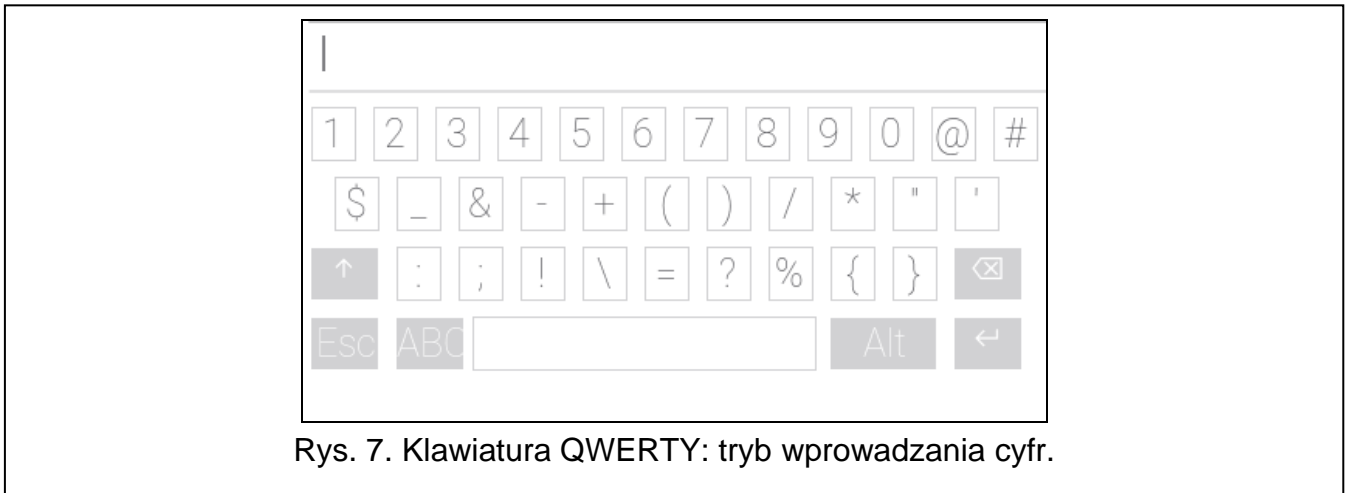 1 2 3 4 5 6 7 8 9 0 @ #
$ _ & - + ( ) / * " '
↑ : ; ! \ = ? % { } ⌫
Esc ABC Alt ↵
Rys. 7. Klawiatura QWERTY: tryb wprowadzania cyfr.